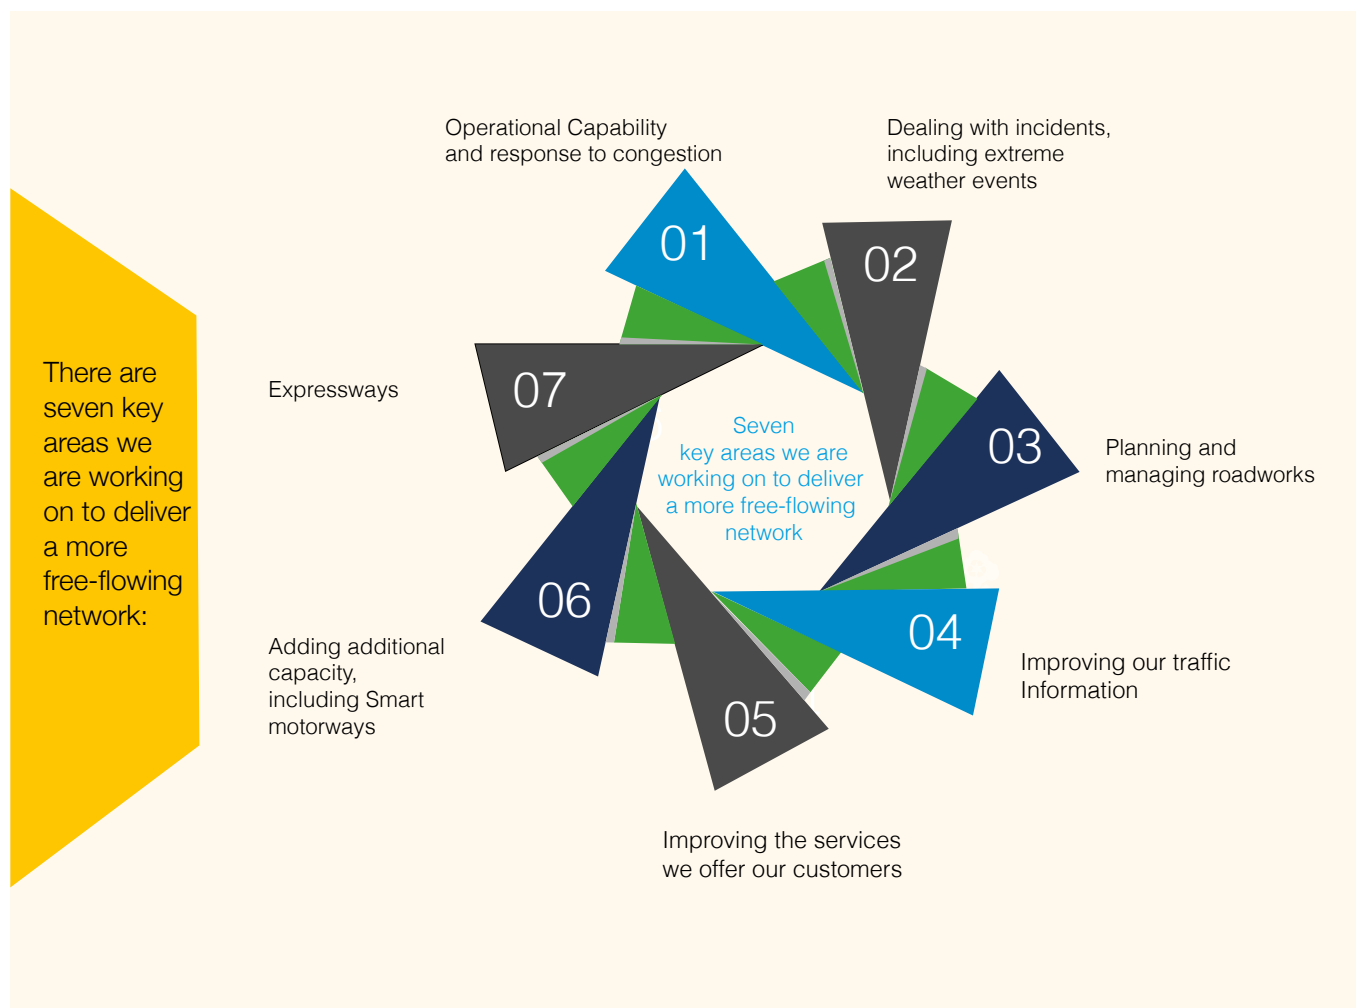 There are
seven key
areas we
are working
on to deliver
a more
free-flowing
network:
Operational Capability
and response to congestion
01
Dealing with incidents,
including extreme
weather events
02
Planning and
managing roadworks
03
Improving our traffic
Information
04
Improving the services
we offer our customers
05
Adding additional
capacity,
including Smart
motorways
06
Expressways
07
Seven
key areas we are
working on to deliver
a more free-flowing
network